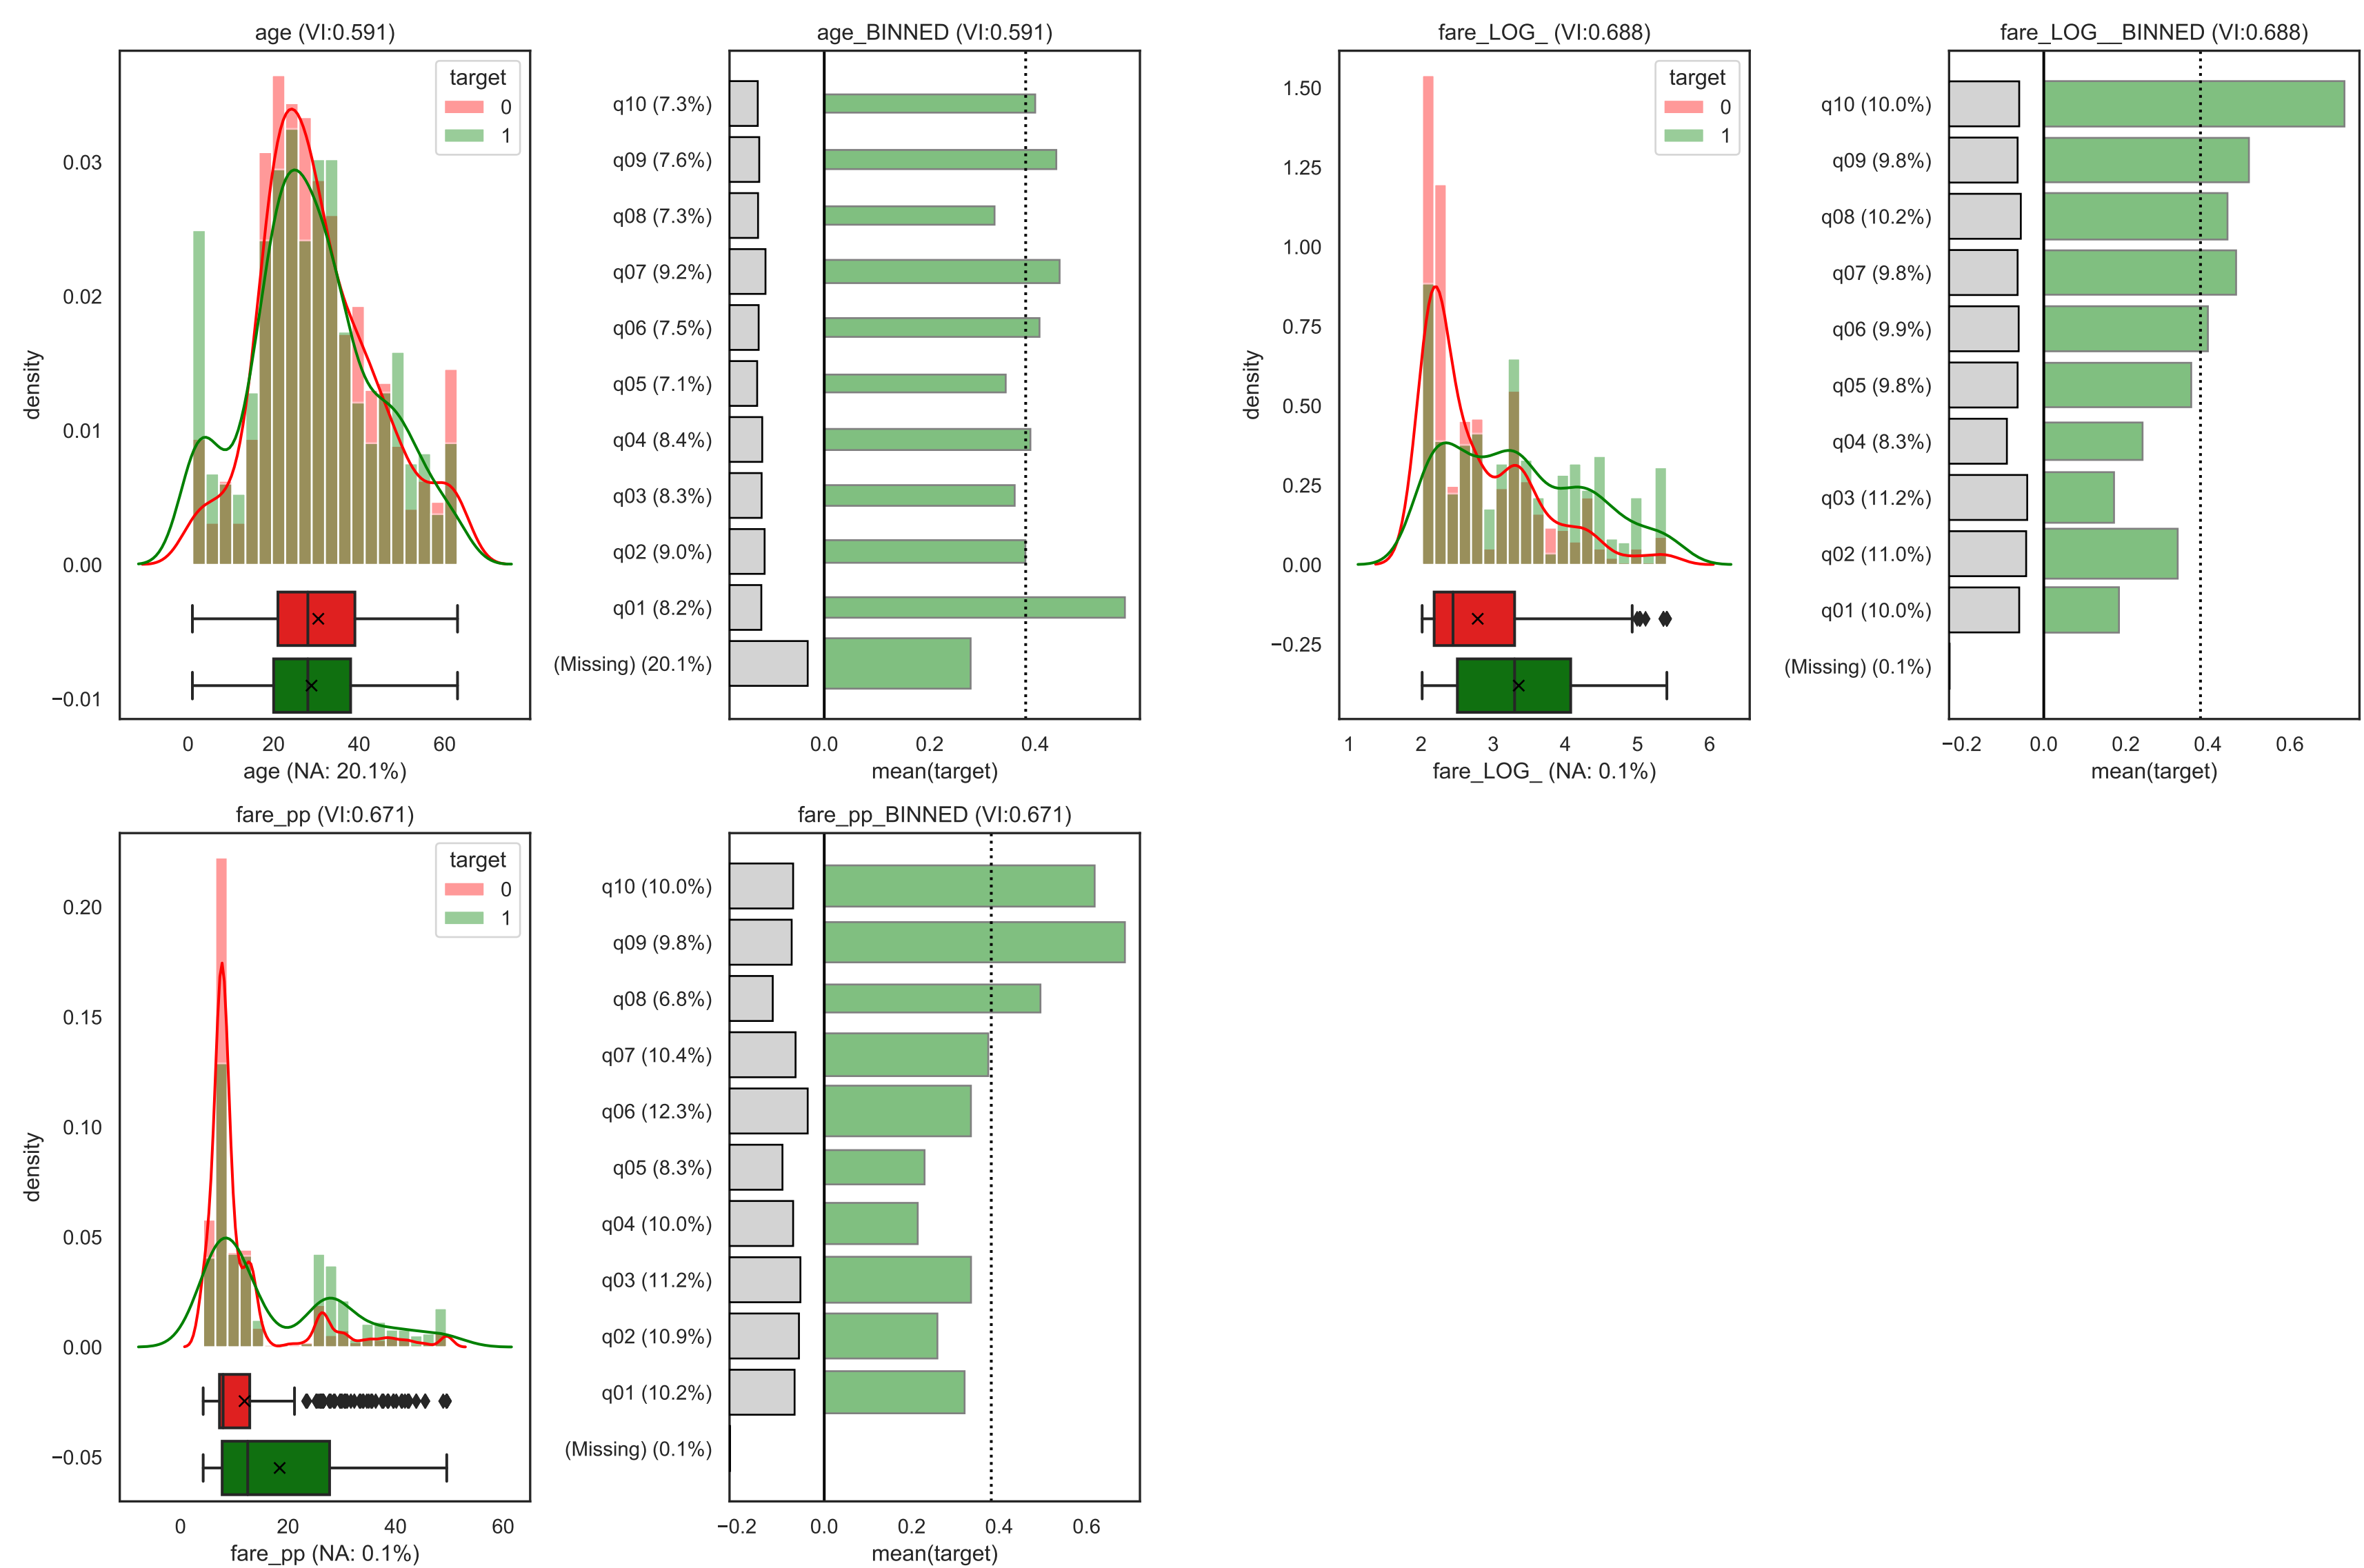 age (VI:0.591)
target
0
1
density
0.03
0.02
0.01
0.00
−0.01
0
20
40
60
age (NA: 20.1%)
age_BINNED (VI:0.591)
q10 (7.3%)
q09 (7.6%)
q08 (7.3%)
q07 (9.2%)
q06 (7.5%)
q05 (7.1%)
q04 (8.4%)
q03 (8.3%)
q02 (9.0%)
q01 (8.2%)
(Missing) (20.1%)
0.0
0.2
0.4
mean(target)
fare_LOG_ (VI:0.688)
target
0
1
density
1.50
1.25
1.00
0.75
0.50
0.25
0.00
−0.25
1
2
3
4
5
6
fare_LOG_ (NA: 0.1%)
fare_LOG__BINNED (VI:0.688)
q10 (10.0%)
q09 (9.8%)
q08 (10.2%)
q07 (9.8%)
q06 (9.9%)
q05 (9.8%)
q04 (8.3%)
q03 (11.2%)
q02 (11.0%)
q01 (10.0%)
(Missing) (0.1%)
−0.2
0.0
0.2
0.4
0.6
mean(target)
fare_pp (VI:0.671)
target
0
1
density
0.20
0.15
0.10
0.05
0.00
−0.05
0
20
40
60
fare_pp (NA: 0.1%)
fare_pp_BINNED (VI:0.671)
q10 (10.0%)
q09 (9.8%)
q08 (6.8%)
q07 (10.4%)
q06 (12.3%)
q05 (8.3%)
q04 (10.0%)
q03 (11.2%)
q02 (10.9%)
q01 (10.2%)
(Missing) (0.1%)
−0.2
0.0
0.2
0.4
0.6
mean(target)